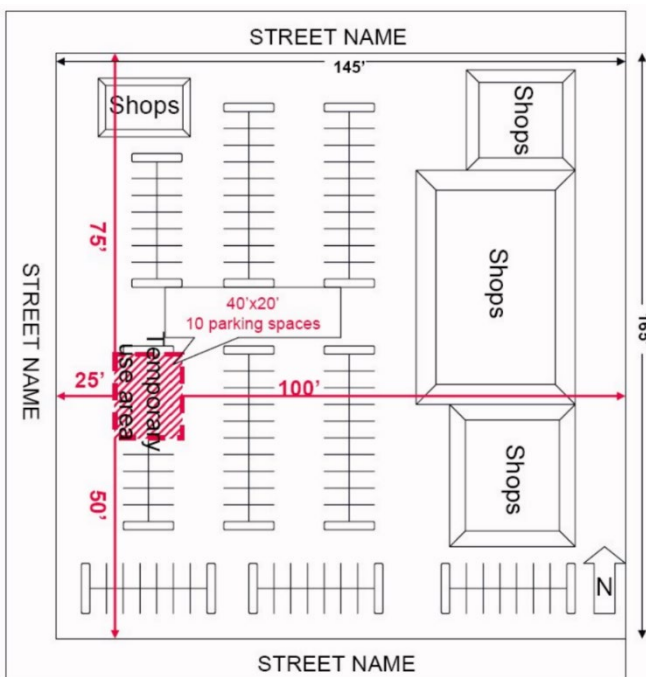 STREET NAME
145'
Shops
Shops
75'
STREET NAME
Shops
40'x20'
10 parking spaces
Temporary
use area
25'
100'
50'
Shops
N
STREET NAME